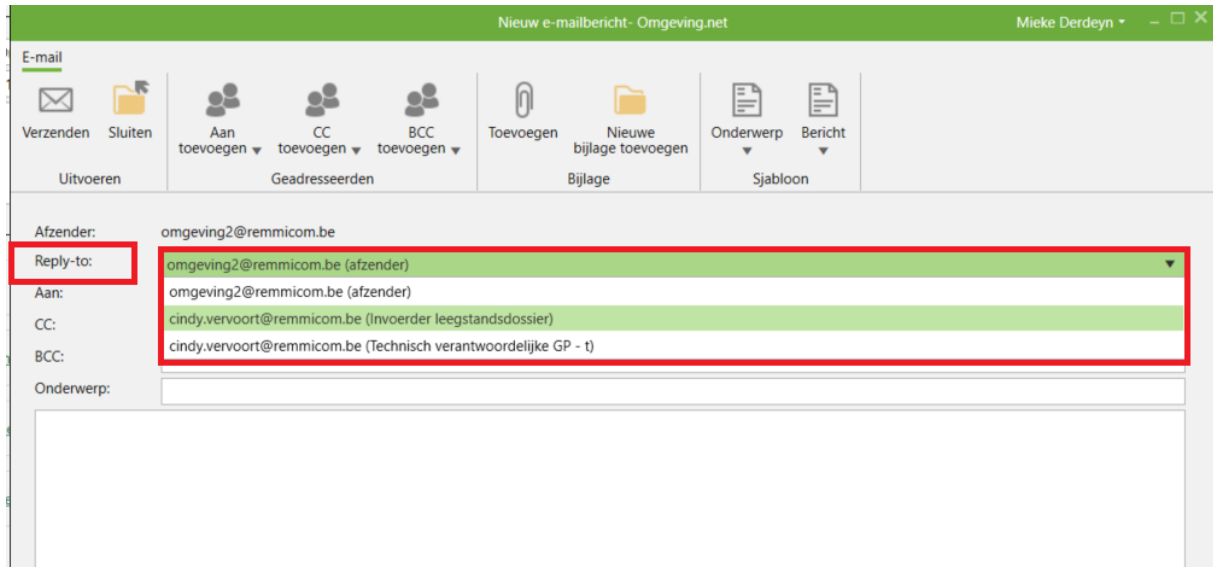 Nieuw e-mailbericht- Omgeving.net
Mieke Derdeyn
E-mail
Verzenden Sluiten Aan toevoegen CC toevoegen BCC toevoegen Toevoegen Nieuwe bijlage toevoegen Onderwerp Bericht
Uitvoeren Geadresseerden Bijlage Sjabloon
Afzender: omgeving2@remmicom.be
Reply-to: omgeving2@remmicom.be (afzender)
Aan: omgeving2@remmicom.be (afzender)
CC: cindy.vervoort@remmicom.be (Invoerder leegstandsdossier)
BCC: cindy.vervoort@remmicom.be (Technisch verantwoordelijke GP - t)
Onderwerp: